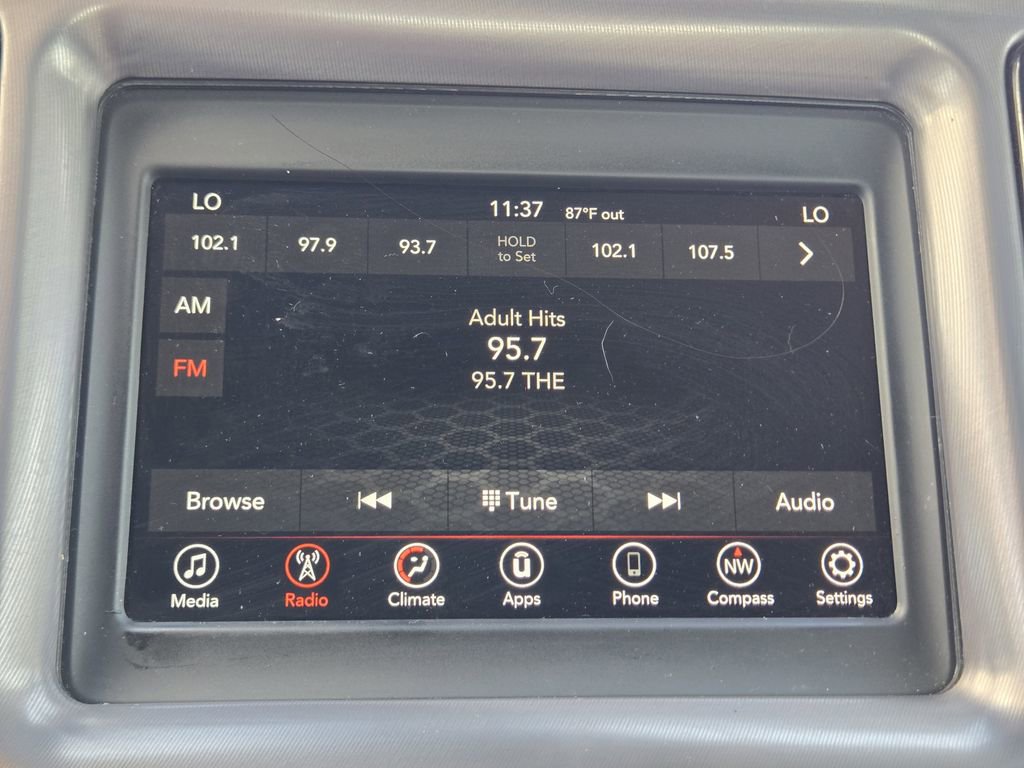 LO 11:37 87°F out LO
102.1 97.9 93.7 HOLD to Set 102.1 107.5
AM
FM
Adult Hits
95.7
95.7 THE
Browse Tune Audio
u NW
Media Radio Climate Apps Phone Compass Settings